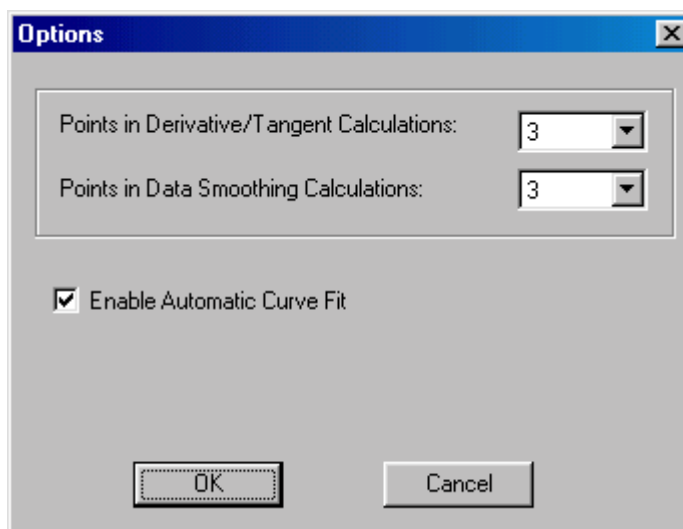 Options
Points in Derivative/Tangent Calculations: 3
Points in Data Smoothing Calculations: 3
Enable Automatic Curve Fit
OK Cancel